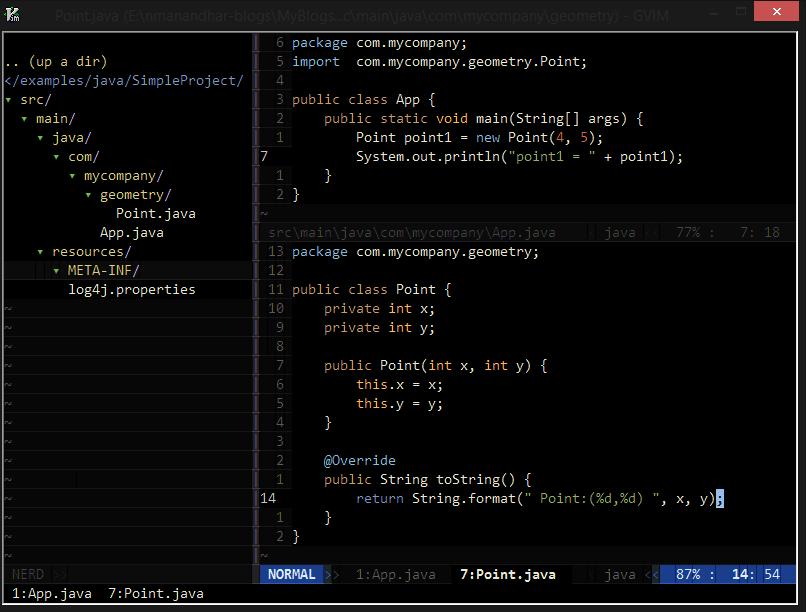 Point.java (E:\nmanandhar-blogs\MyBlogs...c\main\java\com\mycompany\geometry) - GVIM
.. (up a dir)
</examples/java/SimpleProject/
▾ src/
▾ main/
▾ java/
▾ com/
▾ mycompany/
▾ geometry/
Point.java
App.java
▾ resources/
▾ META-INF/
log4j.properties
~
~
~
~
~
~
~
~
~
~
~
~
~
~
NERD >>
6 package com.mycompany;
5 import  com.mycompany.geometry.Point;
4
3 public class App {
2     public static void main(String[] args) {
1         Point point1 = new Point(4, 5);
7         System.out.println("point1 = " + point1);
1     }
2 }
~
src\main\java\com\mycompany\App.java < java << 77% : 7: 18
13 package com.mycompany.geometry;
12
11 public class Point {
10     private int x;
9     private int y;
8
7     public Point(int x, int y) {
6         this.x = x;
5         this.y = y;
4     }
3
2     @Override
1     public String toString() {
14         return String.format(" Point:(%d,%d) ", x, y);
1     }
2 }
~
NORMAL >> 1:App.java 7:Point.java < java << 87% : 14: 54
1:App.java  7:Point.java